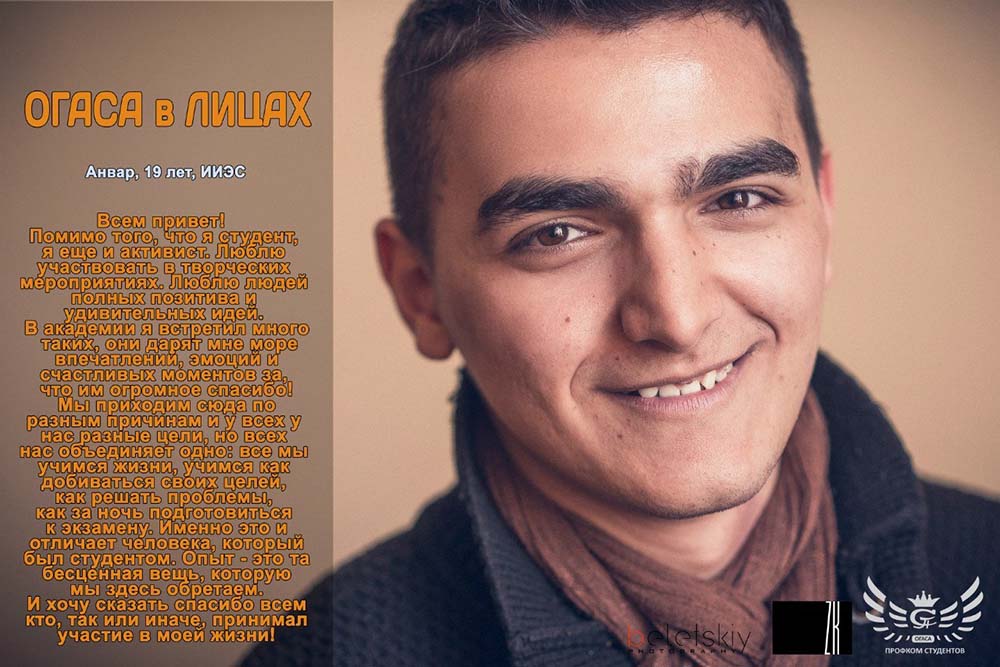 ОГАСА в ЛИЦАХ
Анвар, 19 лет, ИИЭС
Всем привет!
Помимо того, что я студент,
я еще и активист. Люблю
участвовать в творческих
мероприятиях. Люблю людей
полных позитива и
удивительных идей.
В академии я встретил много
таких, они дарят мне море
впечатлений, эмоций и
счастливых моментов за,
что им огромное спасибо!
Мы приходим сюда по
разным причинам и у всех у
нас разные цели, но всех
нас объединяет одно: все мы
учимся жизни, учимся как
добиваться своих целей,
как решать проблемы,
как за ночь подготовиться
к экзамену. Именно это и
отличает человека, который
был студентом. Опыт - это та
бесценная вещь, которую
мы здесь обретаем.
И хочу сказать спасибо всем
кто, так или иначе, принимал
участие в моей жизни!
beletskiy
PHOTOGRAPHY
ZK
ОГАСА
ПРОФКОМ СТУДЕНТОВ